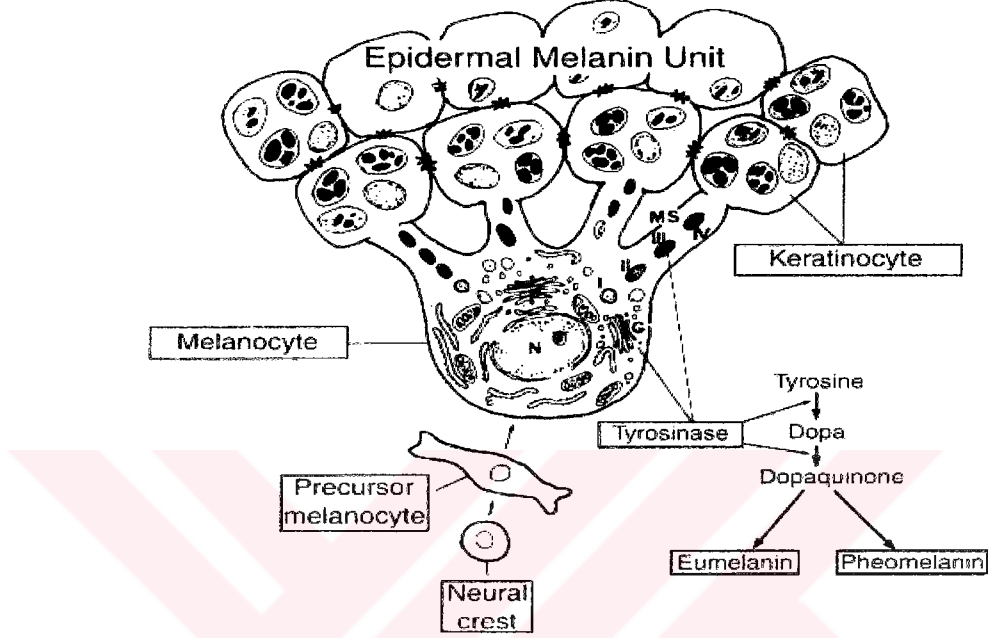 Epidermal Melanin Unit
MS
III
IV
Keratinocyte
II
I
G
Melanocyte
N
Tyrosine
Tyrosinase
Dopa
Dopaquinone
Precursor
melanocyte
Eumelanin
Pheomelanin
Neural
crest